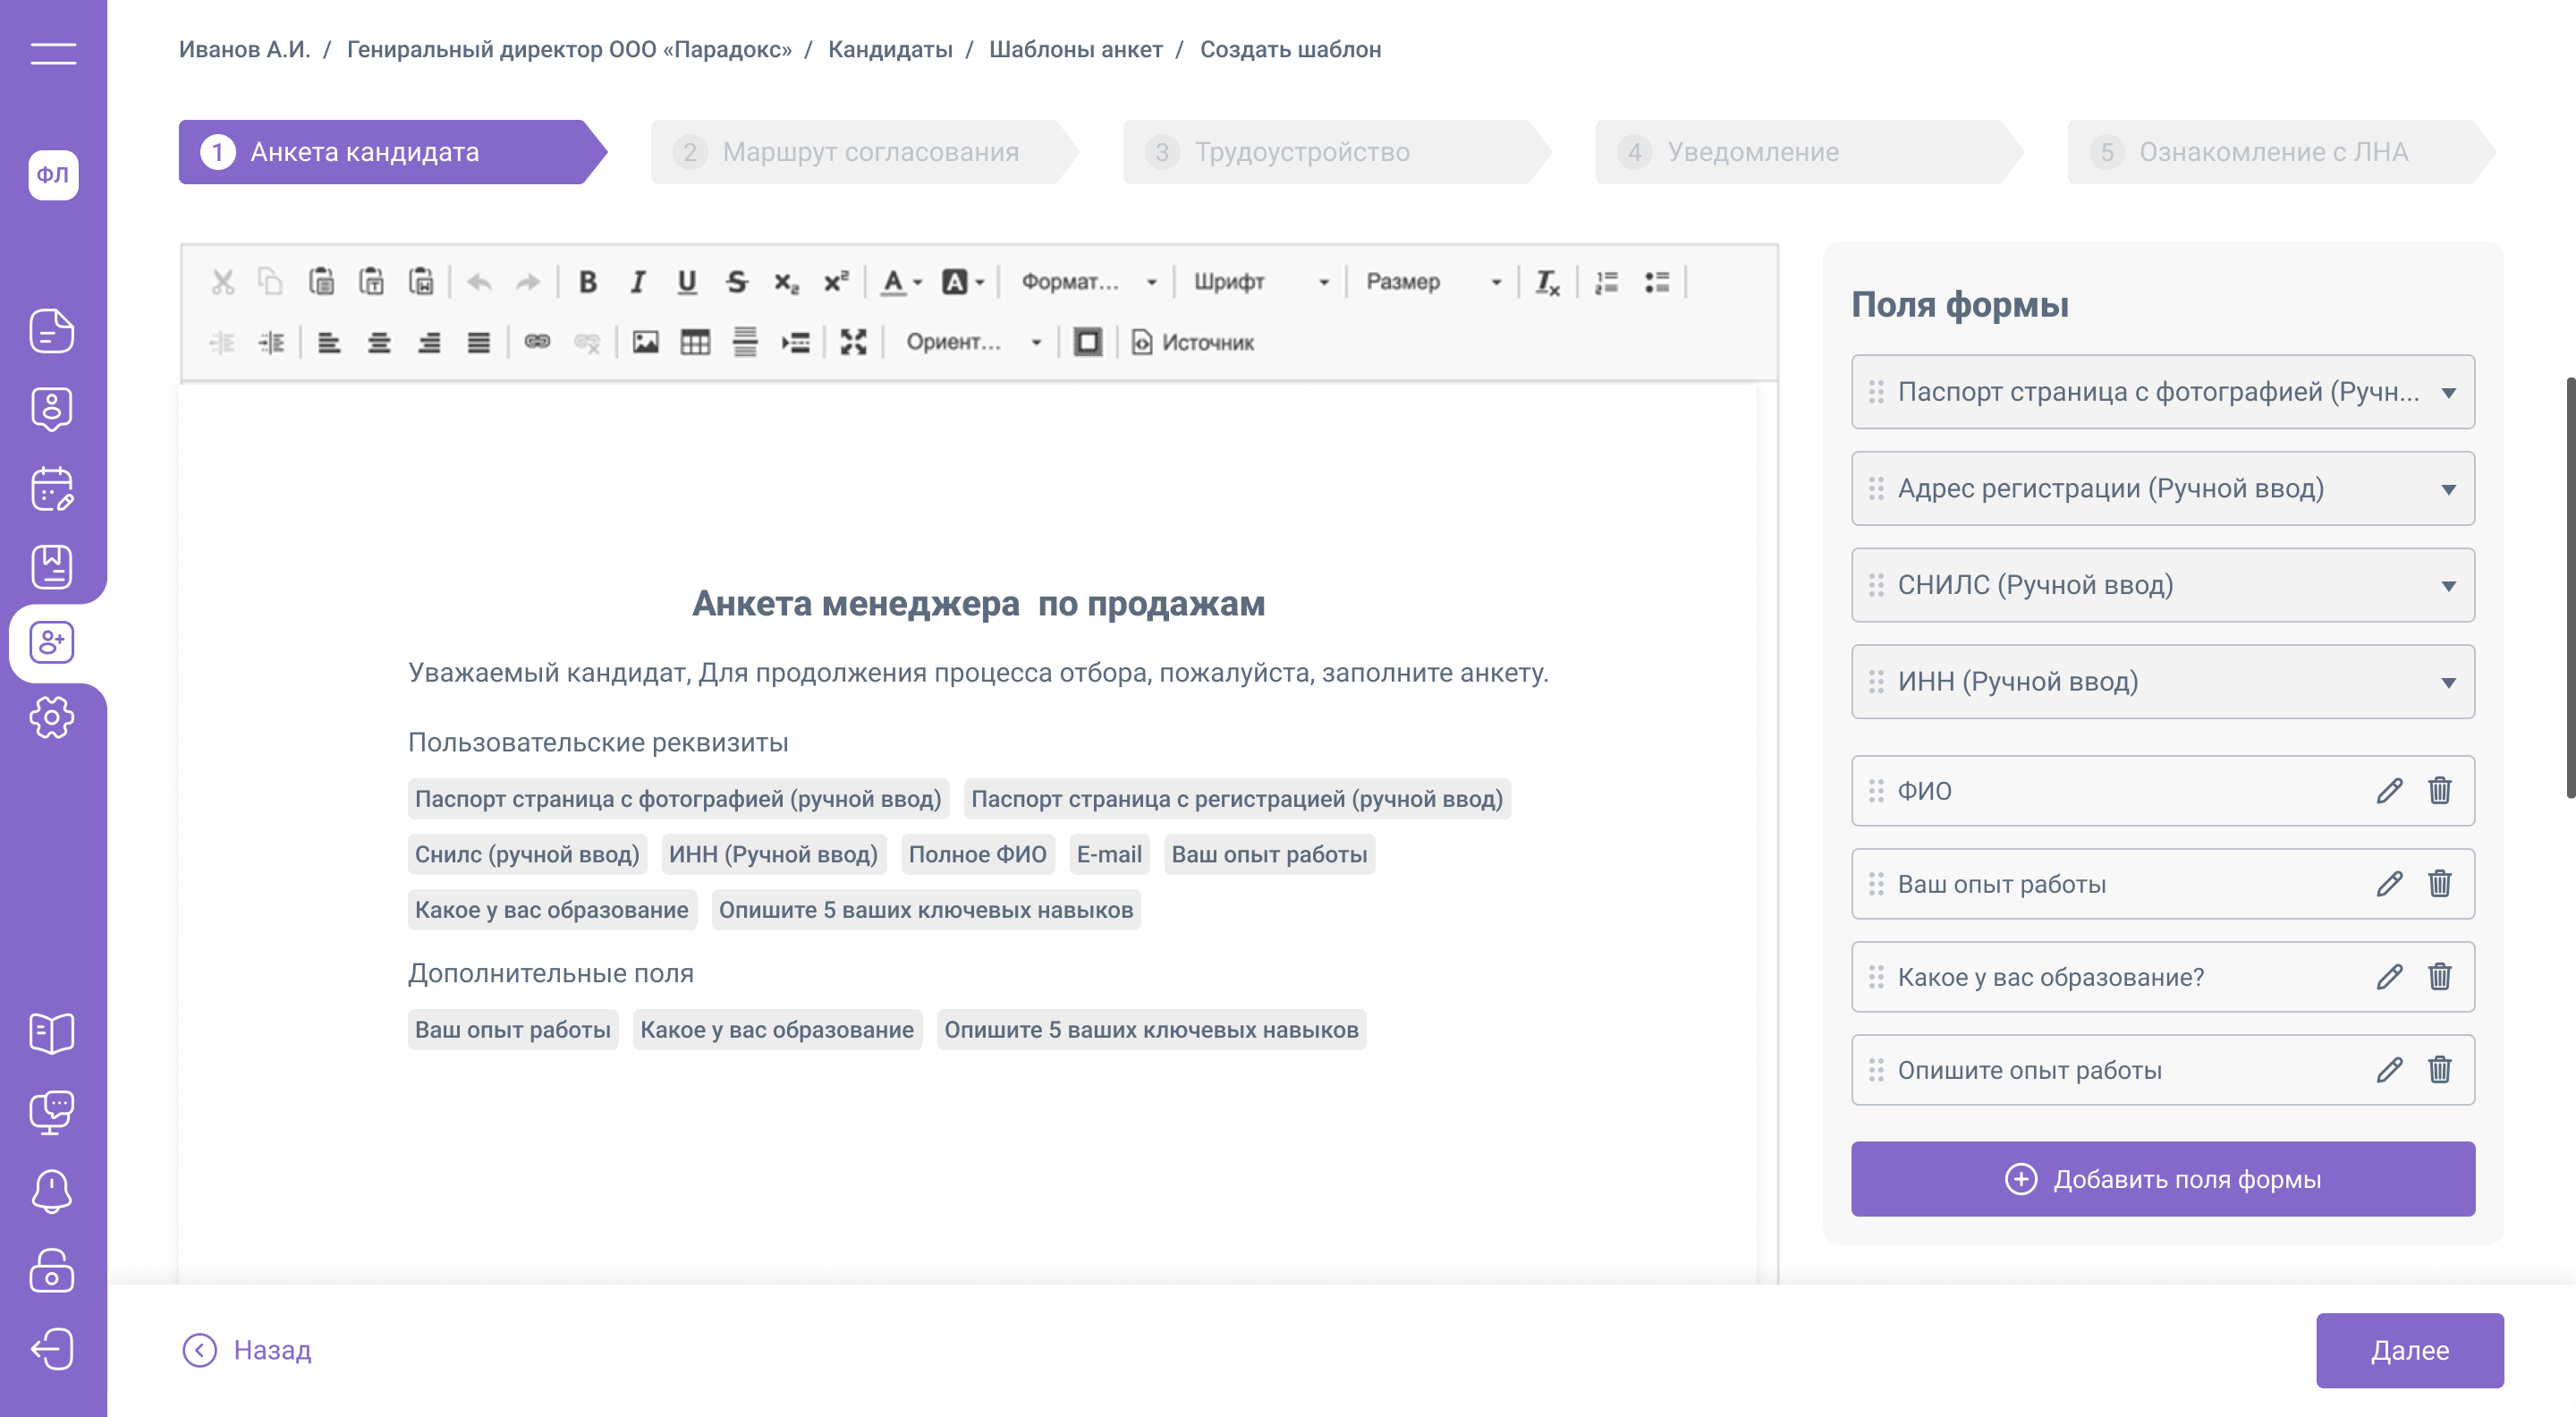 Иванов А.И. / Гениральный директор ООО «Парадокс» / Кандидаты / Шаблоны анкет / Создать шаблон
ФЛ
1 Анкета кандидата
2 Маршрут согласования
3 Трудоустройство
4 Уведомление
5 Ознакомление с ЛНА
B I U S x₂ x² A A Формат... Шрифт Размер Tx
Ориент... Источник
Анкета менеджера по продажам
Уважаемый кандидат, Для продолжения процесса отбора, пожалуйста, заполните анкету.
Пользовательские реквизиты
Паспорт страница с фотографией (ручной ввод) Паспорт страница с регистрацией (ручной ввод)
Снилс (ручной ввод) ИНН (Ручной ввод) Полное ФИО E-mail Ваш опыт работы
Какое у вас образование Опишите 5 ваших ключевых навыков
Дополнительные поля
Ваш опыт работы Какое у вас образование Опишите 5 ваших ключевых навыков
Поля формы
Паспорт страница с фотографией (Ручн...
Адрес регистрации (Ручной ввод)
СНИЛС (Ручной ввод)
ИНН (Ручной ввод)
ФИО
Ваш опыт работы
Какое у вас образование?
Опишите опыт работы
Добавить поля формы
Назад
Далее